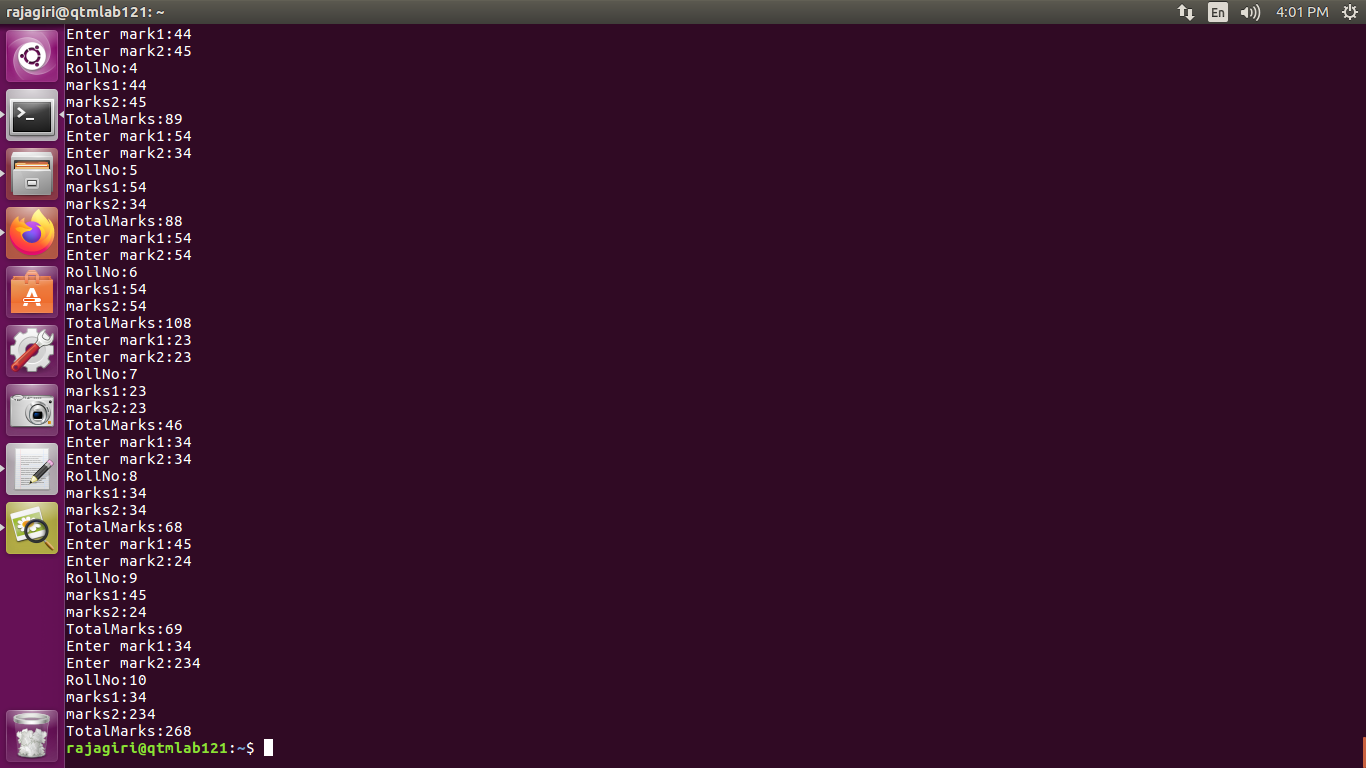 rajagiri@qtmlab121: ~
En
4:01 PM
Enter mark1:44
Enter mark2:45
RollNo:4
marks1:44
marks2:45
TotalMarks:89
Enter mark1:54
Enter mark2:34
RollNo:5
marks1:54
marks2:34
TotalMarks:88
Enter mark1:54
Enter mark2:54
RollNo:6
marks1:54
marks2:54
TotalMarks:108
Enter mark1:23
Enter mark2:23
RollNo:7
marks1:23
marks2:23
TotalMarks:46
Enter mark1:34
Enter mark2:34
RollNo:8
marks1:34
marks2:34
TotalMarks:68
Enter mark1:45
Enter mark2:24
RollNo:9
marks1:45
marks2:24
TotalMarks:69
Enter mark1:34
Enter mark2:234
RollNo:10
marks1:34
marks2:234
TotalMarks:268
rajagiri@qtmlab121:~$